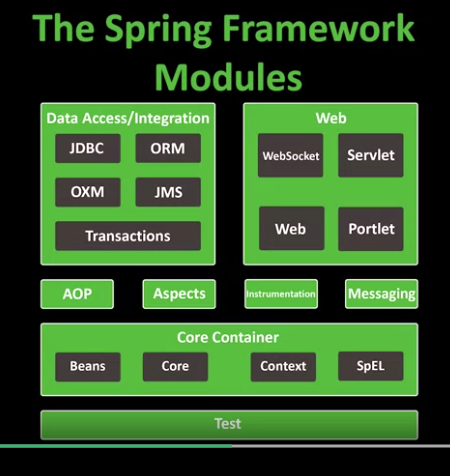 The Spring Framework
Modules
Data Access/Integration
JDBC
ORM
OXM
JMS
Transactions
Web
WebSocket
Servlet
Web
Portlet
AOP
Aspects
Instrumentation
Messaging
Core Container
Beans
Core
Context
SpEL
Test